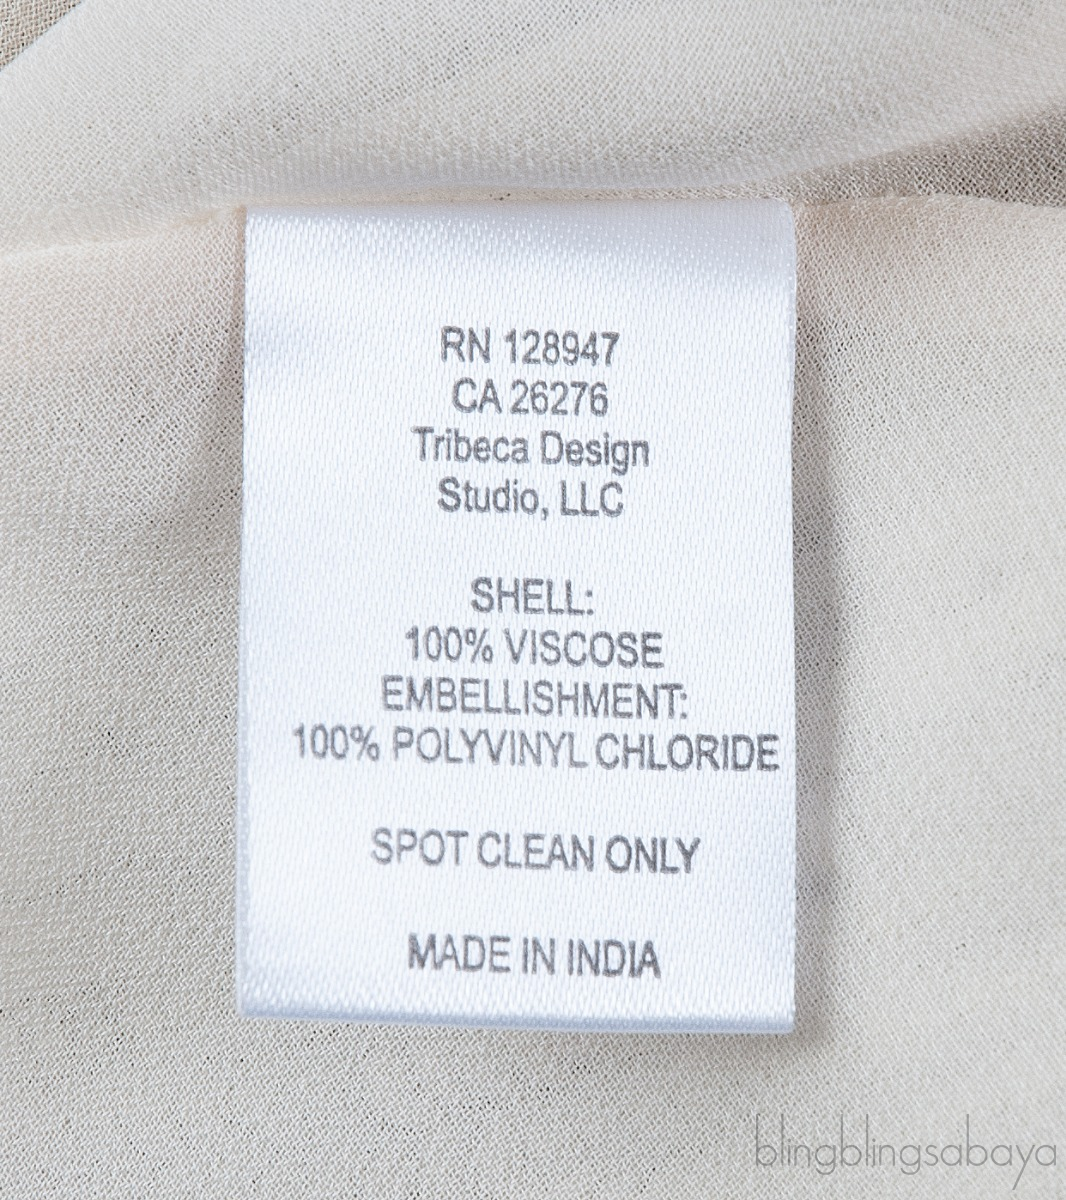 RN 128947
CA 26276
Tribeca Design
Studio, LLC
SHELL:
100% VISCOSE
EMBELLISHMENT:
100% POLYVINYL CHLORIDE
SPOT CLEAN ONLY
MADE IN INDIA
blingblingsabaya